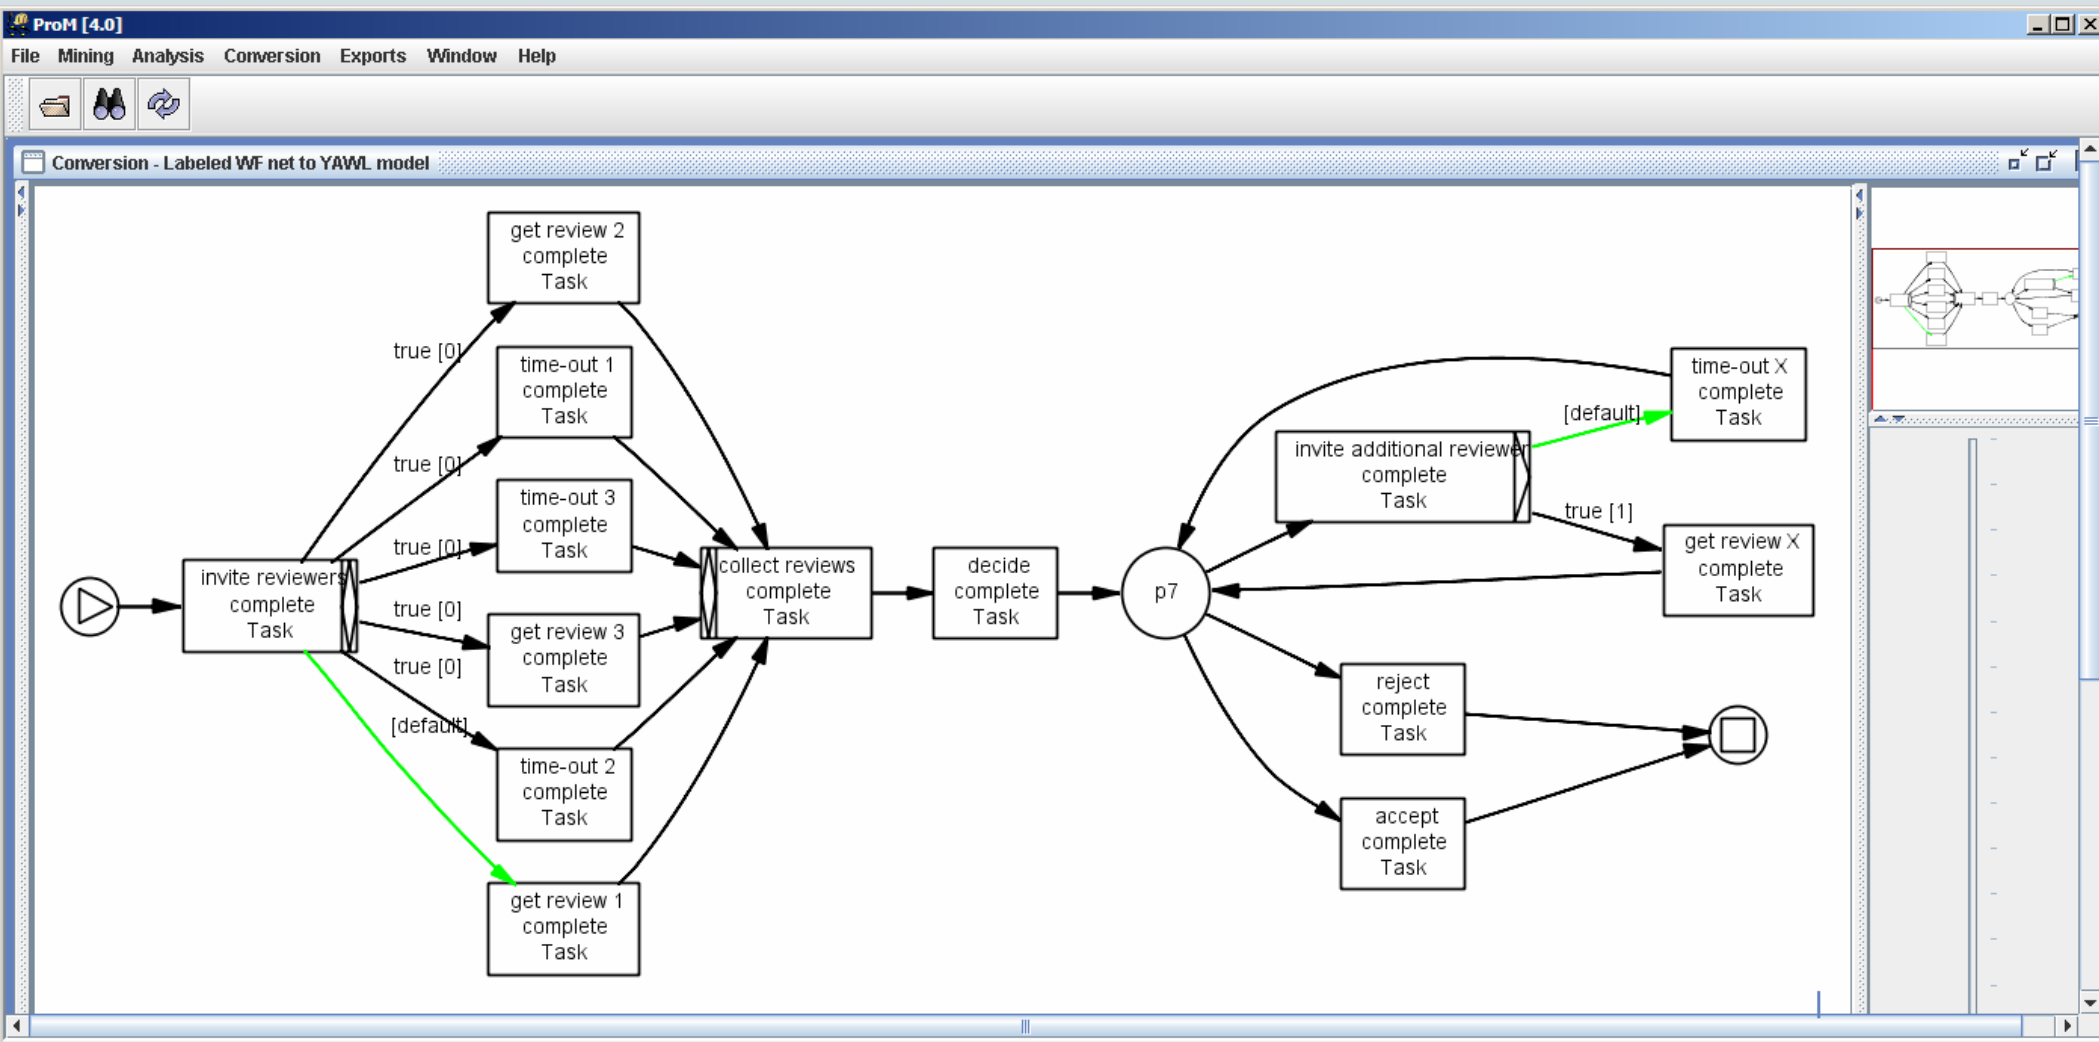 ProM [4.0]
File Mining Analysis Conversion Exports Window Help
Conversion - Labeled WF net to YAWL model
get review 2
complete
Task
true [0]
time-out 1
complete
Task
true [0]
time-out 3
complete
Task
true [0]
invite reviewers
complete
Task
true [0]
get review 3
complete
Task
true [0]
[default]
time-out 2
complete
Task
get review 1
complete
Task
collect reviews
complete
Task
decide
complete
Task
p7
invite additional reviewer
complete
Task
[default]
time-out X
complete
Task
true [1]
get review X
complete
Task
reject
complete
Task
accept
complete
Task